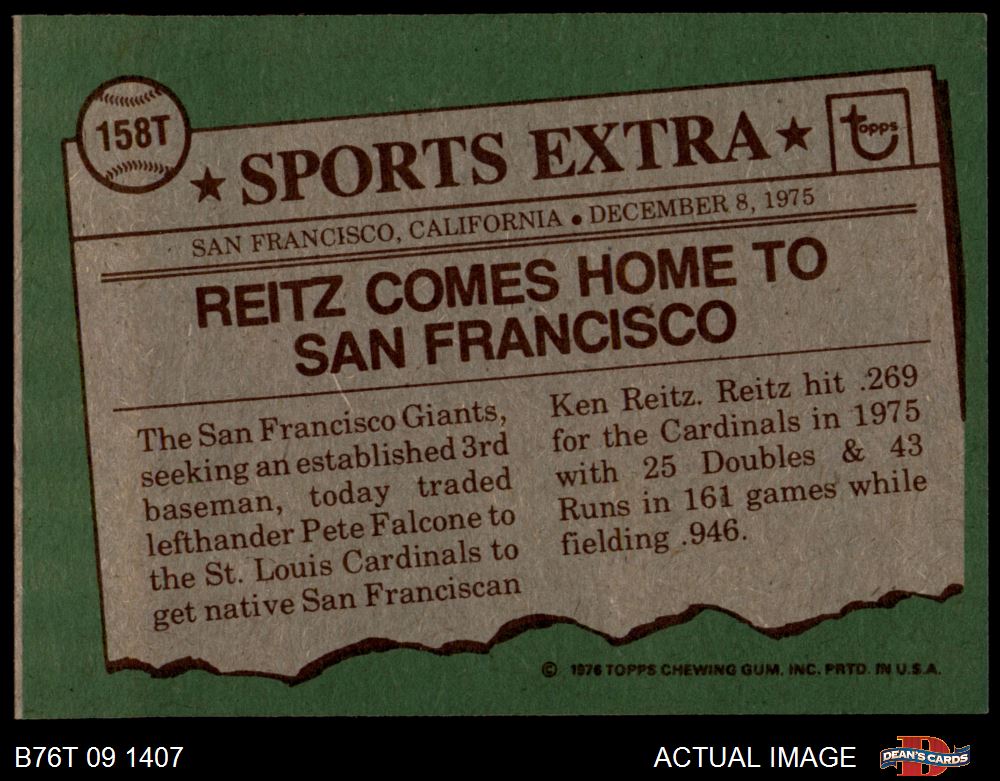 158T
★ SPORTS EXTRA ★
topps
SAN FRANCISCO, CALIFORNIA • DECEMBER 8, 1975
REITZ COMES HOME TO
SAN FRANCISCO
The San Francisco Giants,
seeking an established 3rd
baseman, today traded
lefthander Pete Falcone to
the St. Louis Cardinals to
get native San Franciscan
Ken Reitz. Reitz hit .269
for the Cardinals in 1975
with 25 Doubles & 43
Runs in 161 games while
fielding .946.
© 1976 TOPPS CHEWING GUM, INC. PRTD. IN U.S.A.
B76T 09 1407
ACTUAL IMAGE
D
DEAN'S CARDS